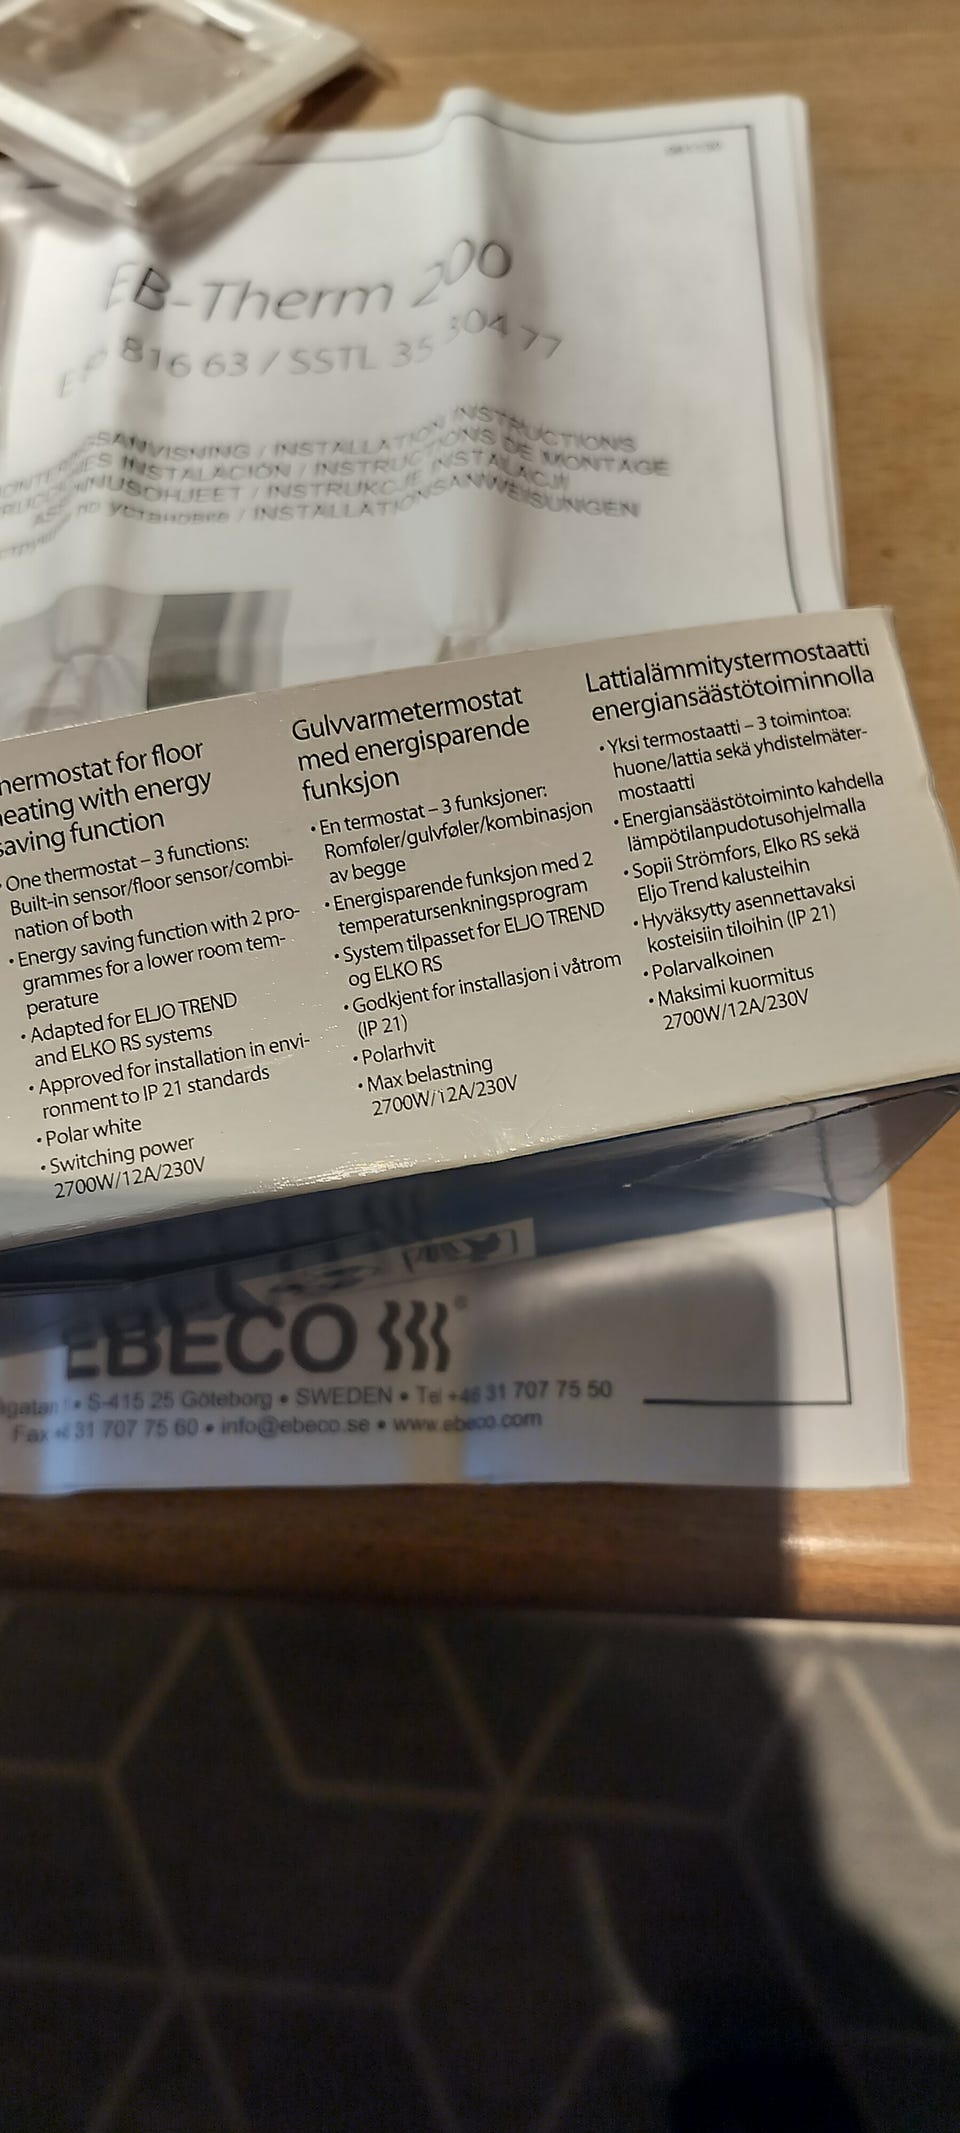 EB-Therm 200
816 63 / SSTL 35 304 77
INSTALLATION INSTRUCTIONS
INSTALACIÓN / INSTRUCTIONS DE MONTAGE
/ INSTRUKCJE INSTALACJI
по установке / INSTALLATIONSANWEISUNGEN
for floor
with energy
saving function
• One thermostat – 3 functions:
Built-in sensor/floor sensor/combi-
nation of both
• Energy saving function with 2 pro-
grammes for a lower room tem-
perature
• Adapted for ELJO TREND
and ELKO RS systems
• Approved for installation in envi-
ronment to IP 21 standards
• Polar white
• Switching power
2700W/12A/230V
Gulvvarmetermostat
med energisparende
funksjon
• En termostat – 3 funksjoner:
Romføler/gulvføler/kombinasjon
av begge
• Energisparende funksjon med 2
temperatursenkningsprogram
• System tilpasset for ELJO TREND
og ELKO RS
• Godkjent for installasjon i våtrom
(IP 21)
• Polarhvit
• Max belastning
2700W/12A/230V
Lattialämmitystermostaatti
energiansäästötoiminnolla
• Yksi termostaatti – 3 toimintoa:
huone/lattia sekä yhdistelmäter-
mostaatti
• Energiansäästötoiminto kahdella
lämpötilanpudotusohjelmalla
• Sopii Strömfors, Elko RS sekä
Eljo Trend kalusteihin
• Hyväksytty asennettavaksi
kosteisiin tiloihin (IP 21)
• Polarvalkoinen
• Maksimi kuormitus
2700W/12A/230V
EBECO
• S-415 25 Göteborg • SWEDEN • Tel +46 31 707 75 50
Fax 31 707 75 60 • info@ebeco.se • www.ebeco.com